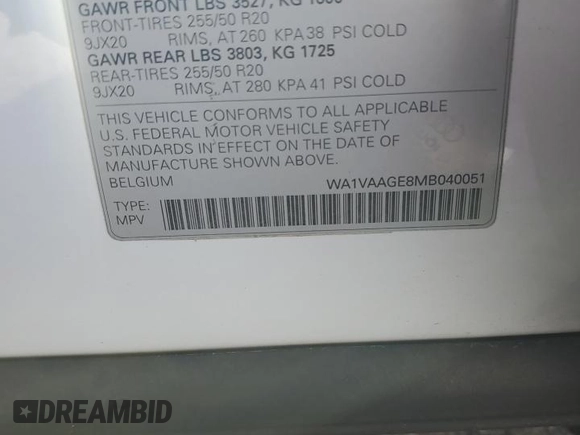 GAWR FRONT LBS 3527, KG 1600
FRONT-TIRES 255/50 R20
9JX20 RIMS, AT 260 KPA 38 PSI COLD
GAWR REAR LBS 3803, KG 1725
REAR-TIRES 255/50 R20
9JX20 RIMS, AT 280 KPA 41 PSI COLD
THIS VEHICLE CONFORMS TO ALL APPLICABLE
U.S. FEDERAL MOTOR VEHICLE SAFETY
STANDARDS IN EFFECT ON THE DATE OF
MANUFACTURE SHOWN ABOVE.
BELGIUM WA1VAAGE8MB040051
TYPE:
MPV
DREAMBID